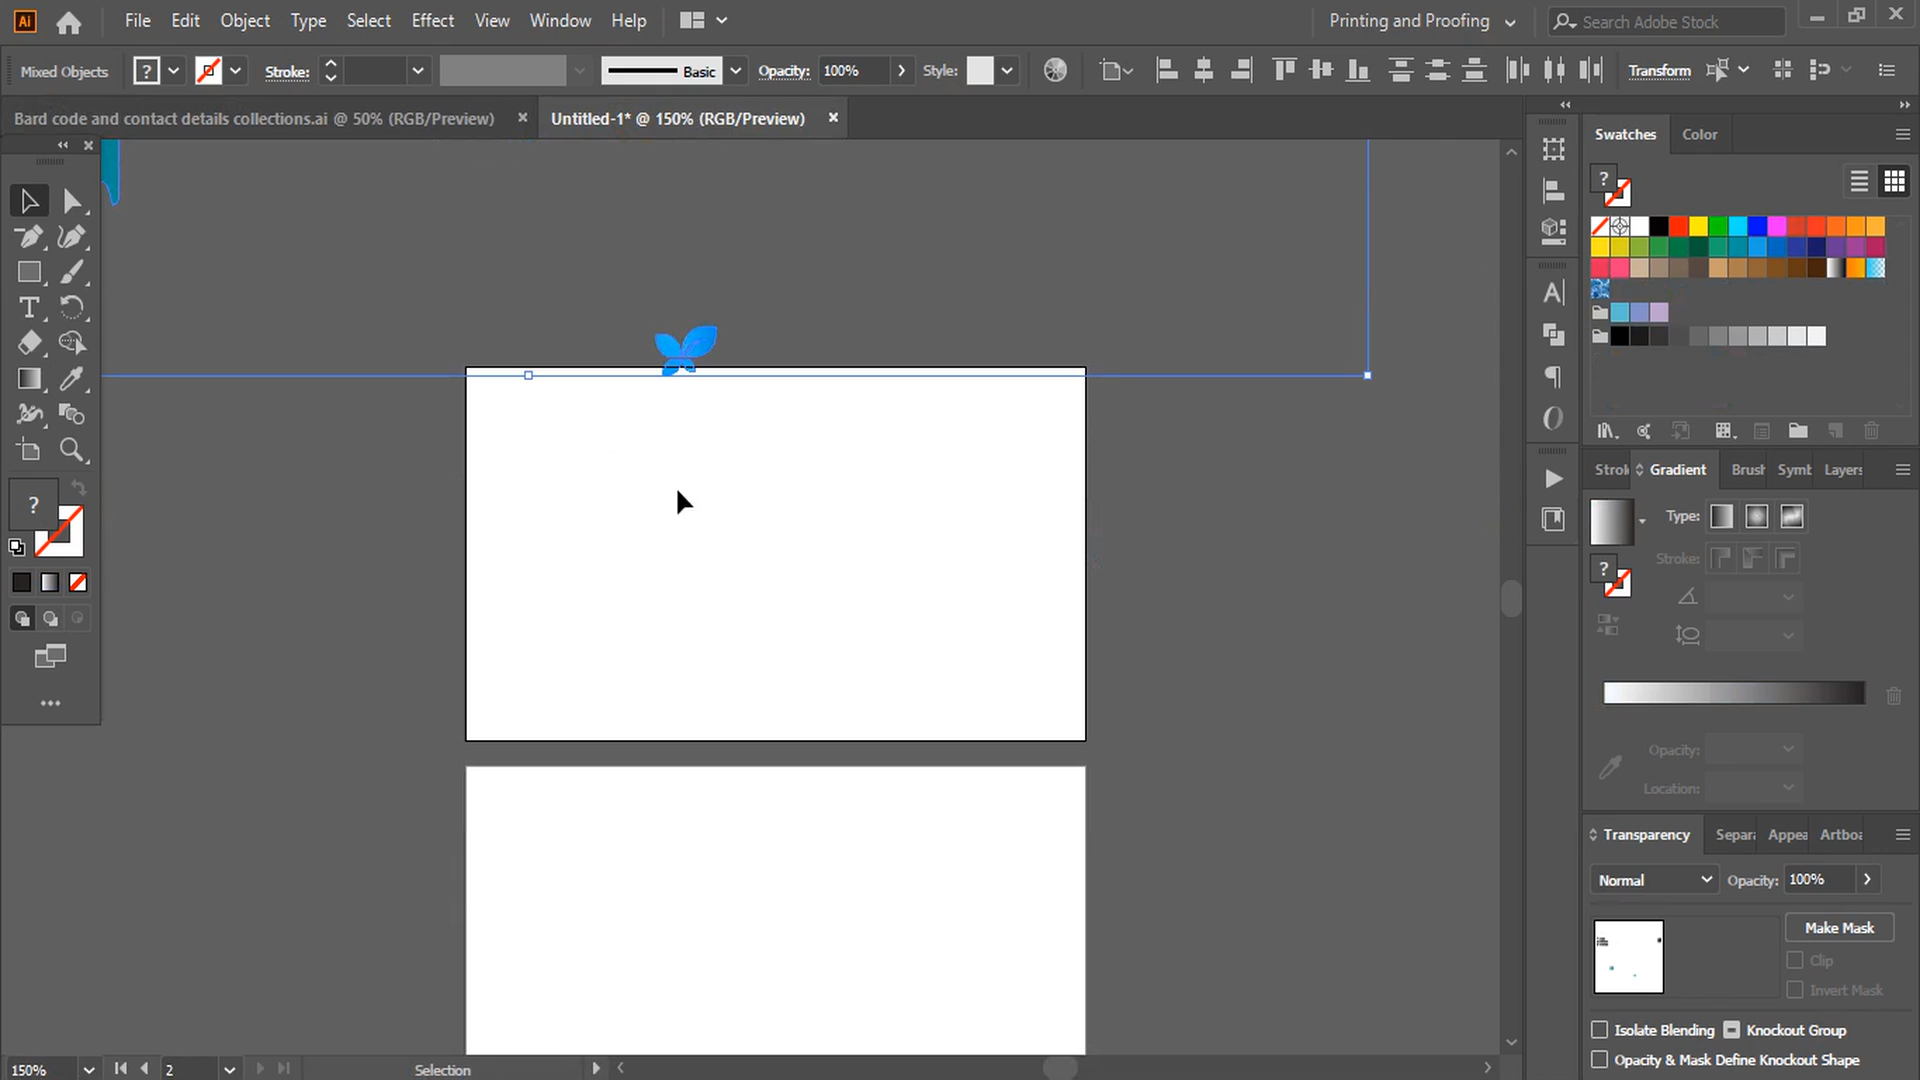 Ai File Edit Object Type Select Effect View Window Help Printing and Proofing Search Adobe Stock
Mixed Objects ? Stroke: Basic Opacity: 100% Style: Transform
Bard code and contact details collections.ai @ 50% (RGB/Preview) × Untitled-1* @ 150% (RGB/Preview) ×
Swatches Color
?
Strok Gradient Brush Symb Layers
?
Type:
Stroke:
?
Opacity:
Location:
Transparency Separa Appea Artboa
Normal Opacity: 100%
Make Mask
Clip
Invert Mask
Isolate Blending Knockout Group
Opacity & Mask Define Knockout Shape
150% 2 Selection